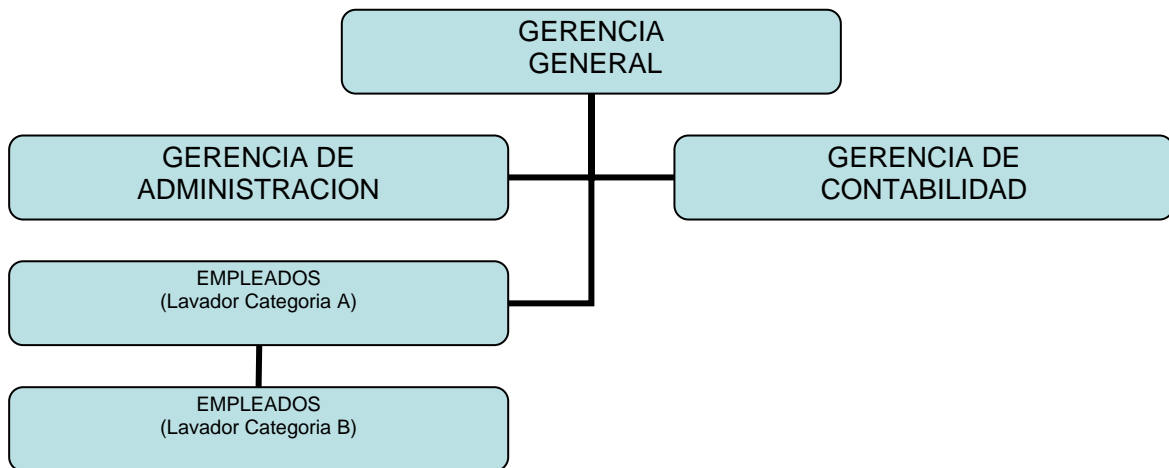 GERENCIA
GENERAL
GERENCIA DE
ADMINISTRACION
GERENCIA DE
CONTABILIDAD
EMPLEADOS
(Lavador Categoria A)
EMPLEADOS
(Lavador Categoria B)